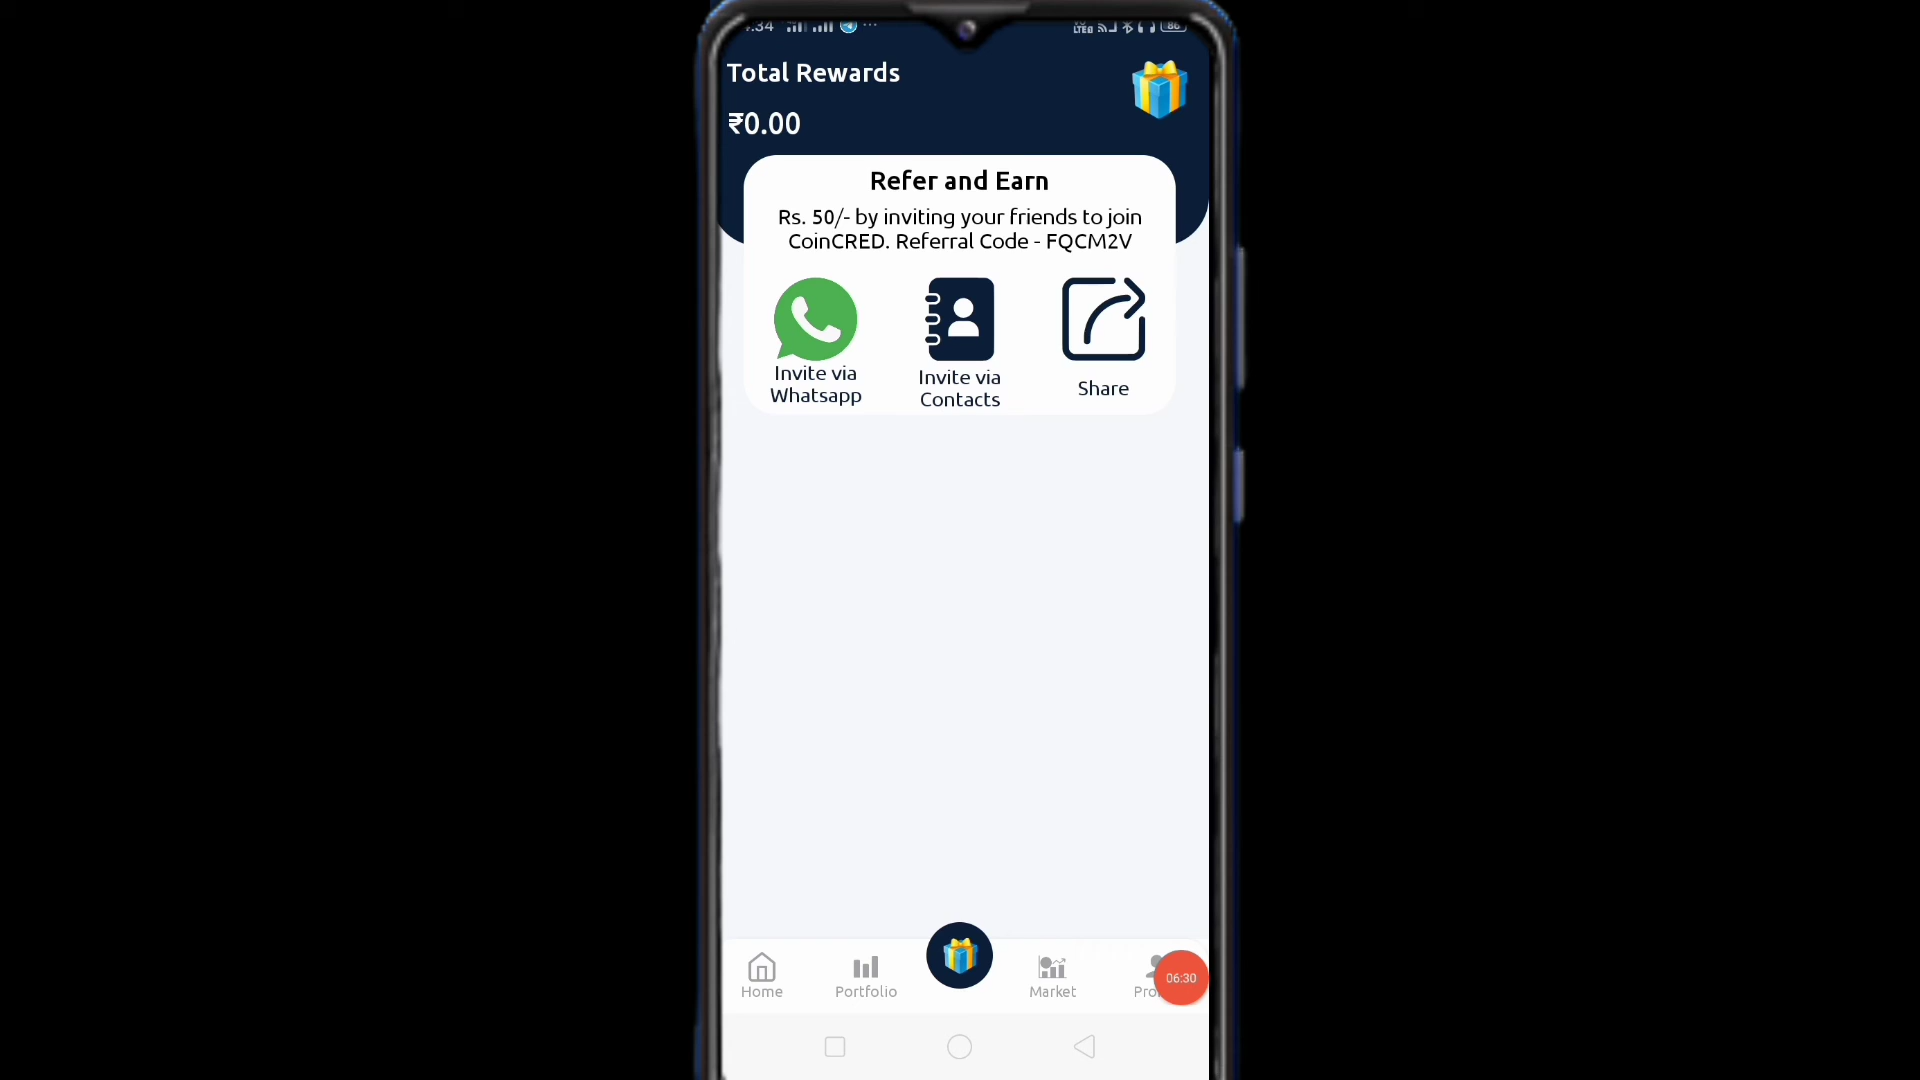 Total Rewards
₹0.00
Refer and Earn
Rs. 50/- by inviting your friends to join
CoinCRED. Referral Code - FQCM2V
Invite via
Whatsapp
Invite via
Contacts
Share
Home
Portfolio
Market
06:30